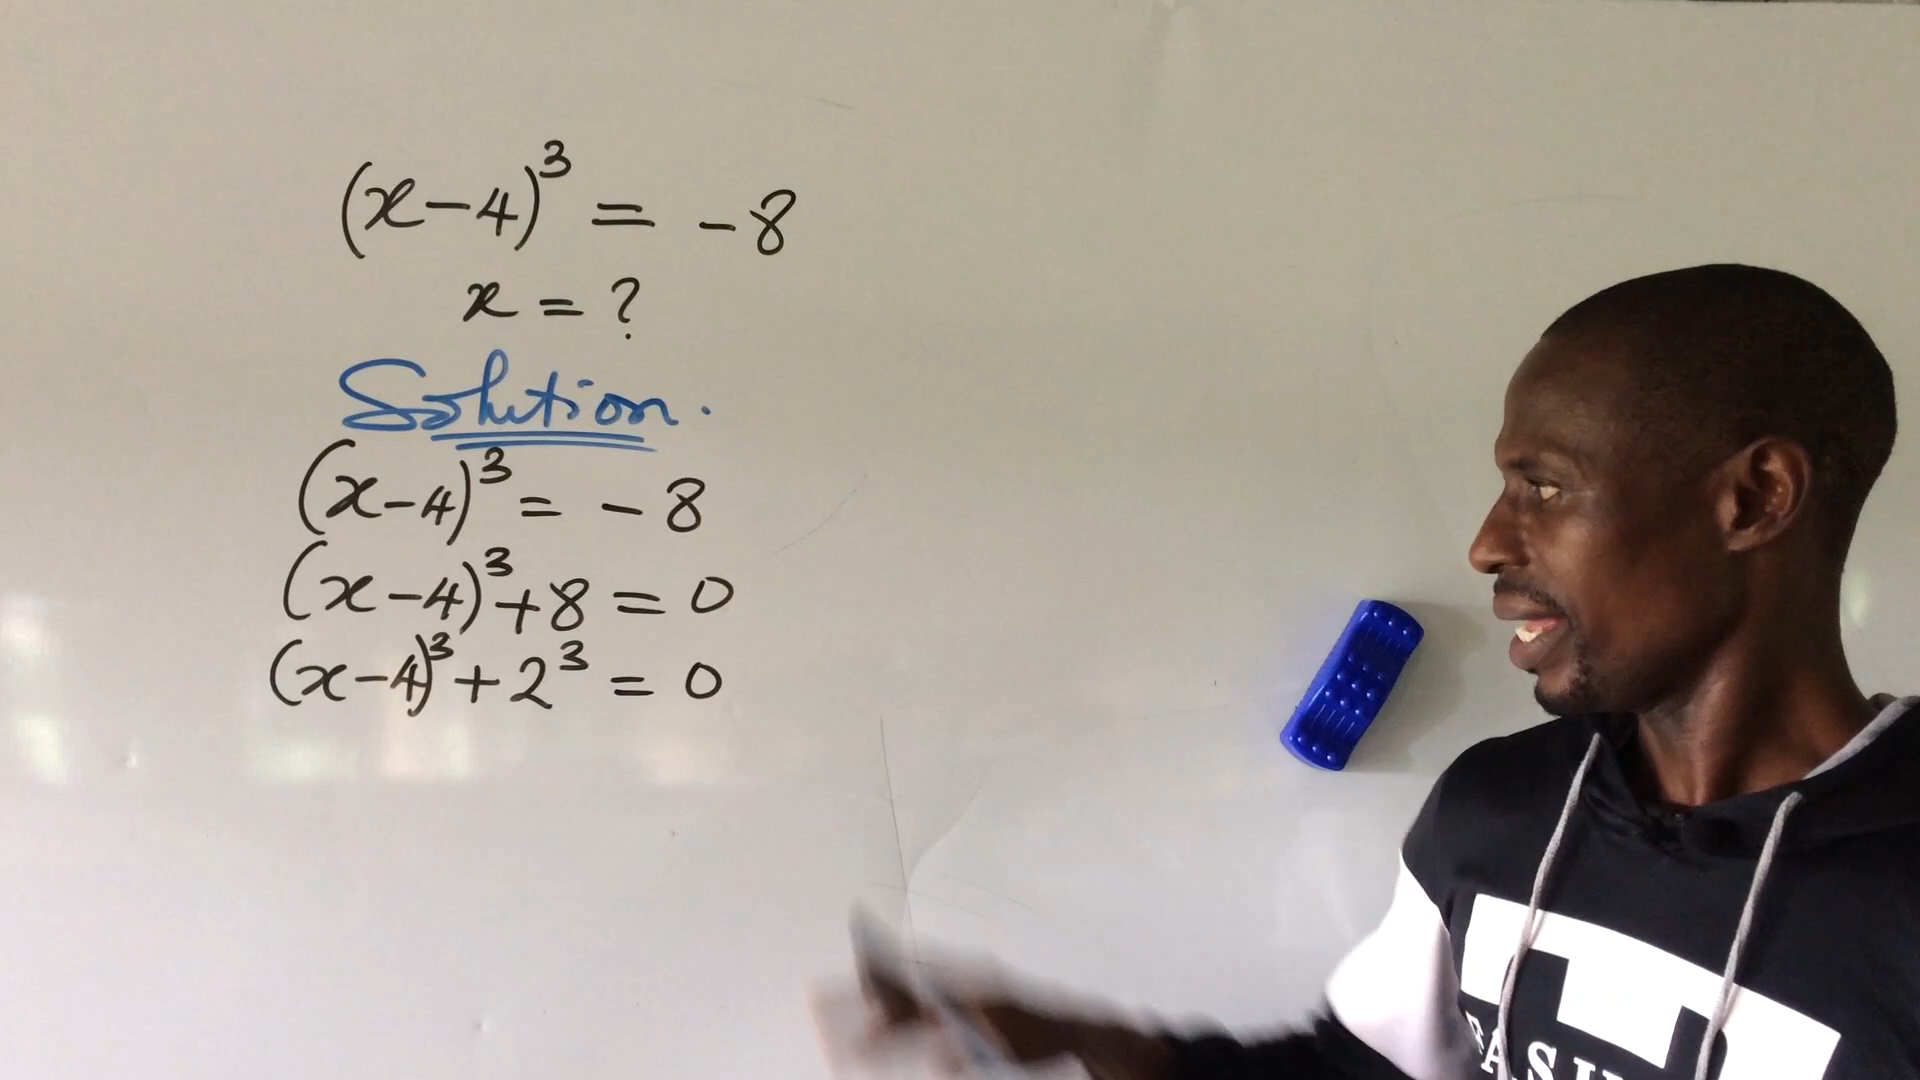 (x-4)³ = -8
x = ?
Solution.
(x-4)³ = -8
(x-4)³+8 = 0
(x-4)³+2³ = 0